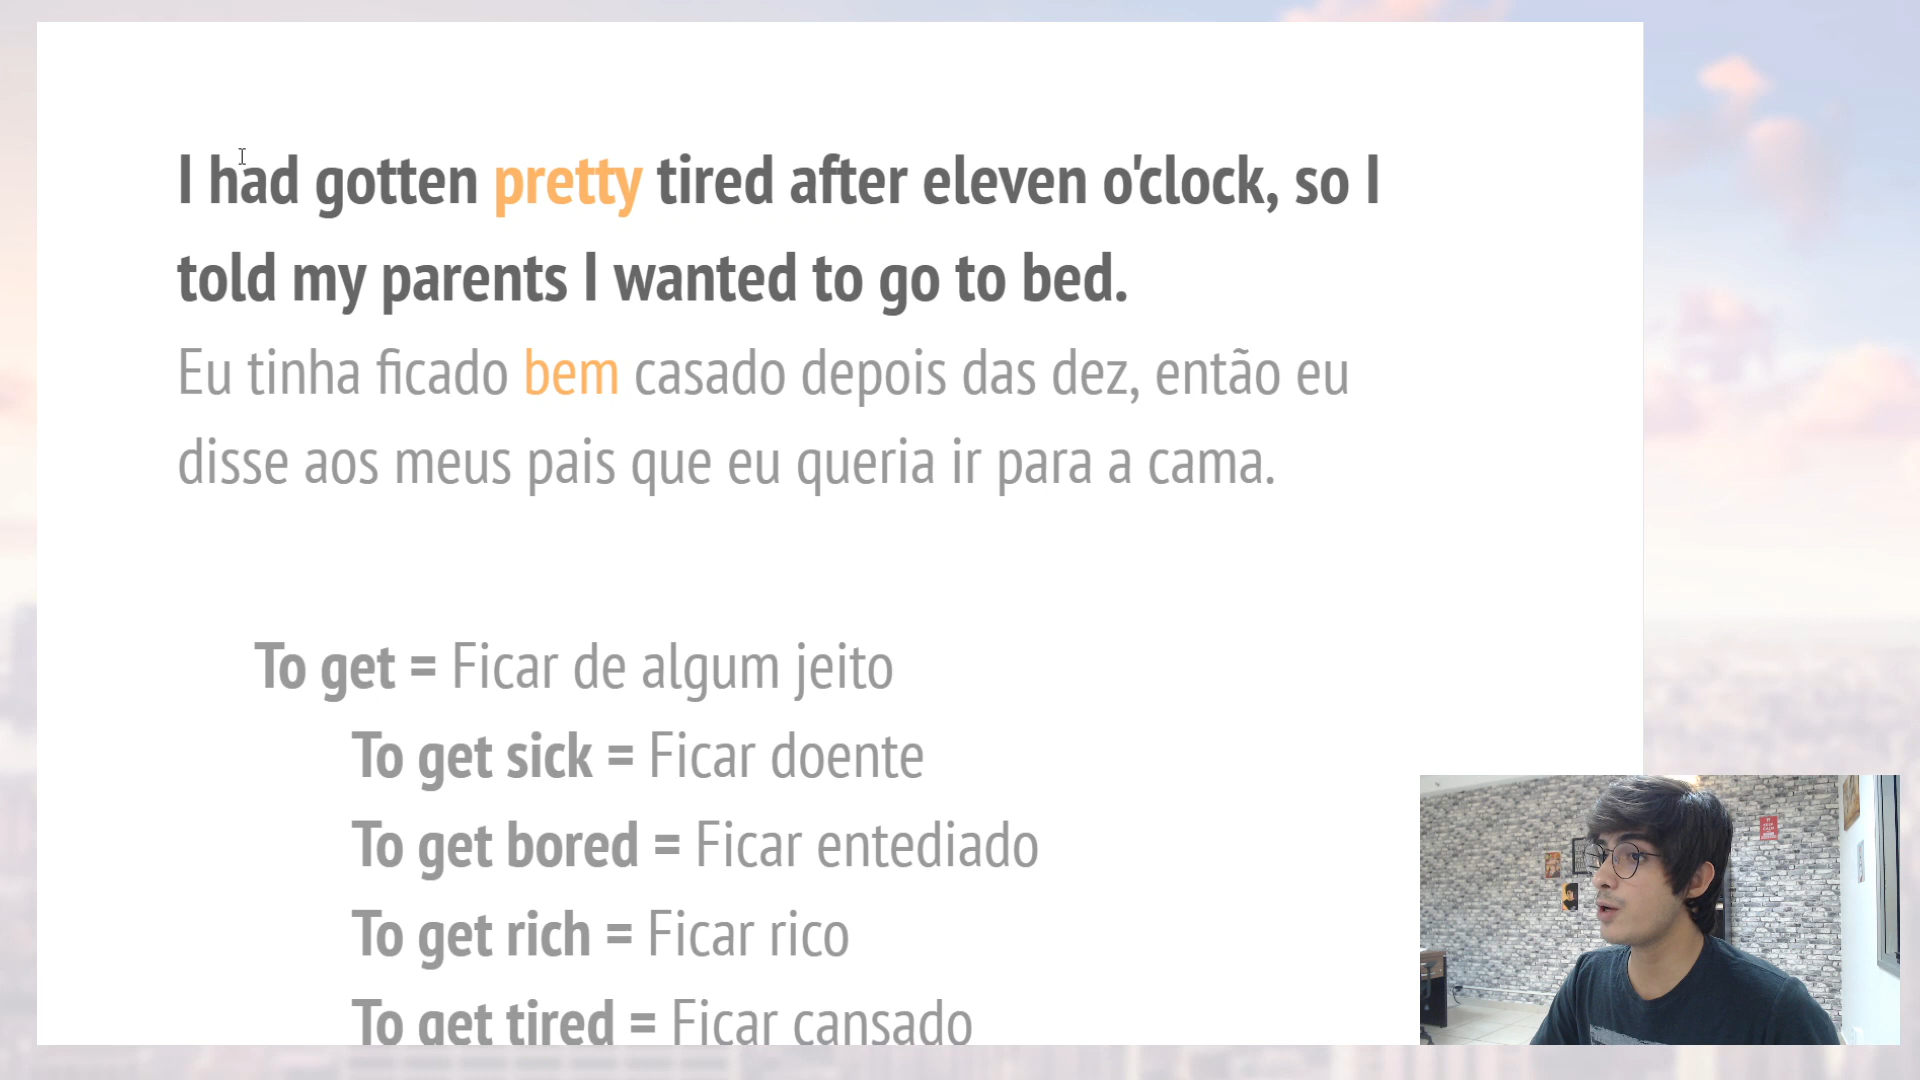 I had gotten pretty tired after eleven o'clock, so I
told my parents I wanted to go to bed.
Eu tinha ficado bem casado depois das dez, então eu
disse aos meus pais que eu queria ir para a cama.
To get = Ficar de algum jeito
To get sick = Ficar doente
To get bored = Ficar entediado
To get rich = Ficar rico
To get tired = Ficar cansado